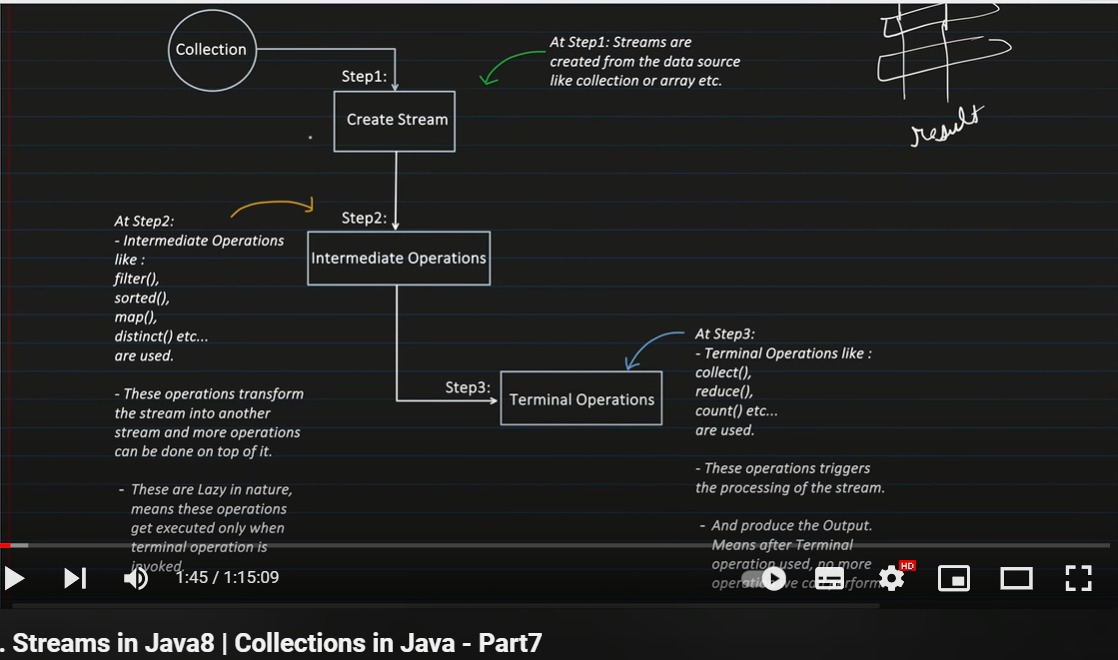 result
Collection
At Step1: Streams are
created from the data source
like collection or array etc.
Step1:
Create Stream
At Step2:
- Intermediate Operations
like :
filter(),
sorted(),
map(),
distinct() etc...
are used.
- These operations transform
the stream into another
stream and more operations
can be done on top of it.
- These are Lazy in nature,
means these operations
get executed only when
terminal operation is
invoked.
Step2:
Intermediate Operations
Step3:
Terminal Operations
At Step3:
- Terminal Operations like :
collect(),
reduce(),
count() etc...
are used.
- These operations triggers
the processing of the stream.
- And produce the Output.
Means after Terminal
operation used, no more
1:45 / 1:15:09
HD
. Streams in Java8 | Collections in Java - Part7